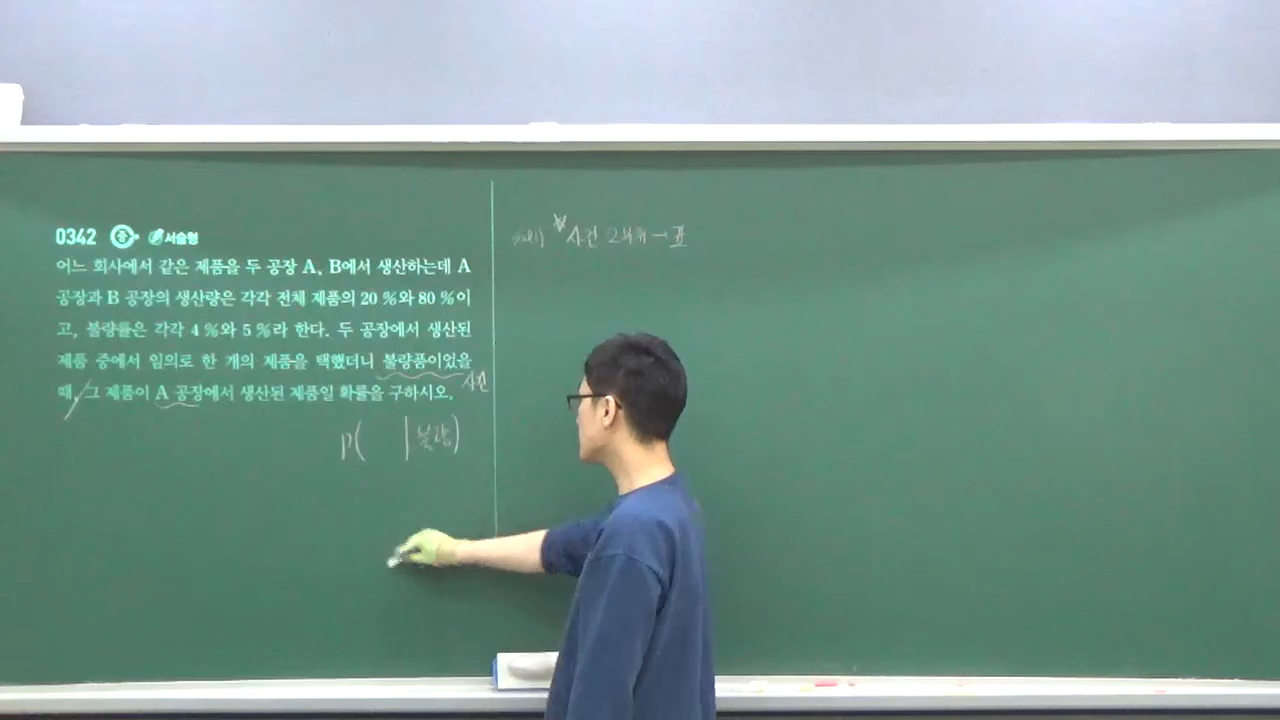 0342 중 서술형
어느 회사에서 같은 제품을 두 공장 A, B에서 생산하는데 A
공장과 B 공장의 생산량은 각각 전체 제품의 20 %와 80 %이
고, 불량률은 각각 4 %와 5 %라 한다. 두 공장에서 생산된
제품 중에서 임의로 한 개의 제품을 택했더니 불량품이었을
때, 그 제품이 A 공장에서 생산된 제품일 확률을 구하시오.
사건
P( | 불량)
sol1) 사건 2개뿐 → 표